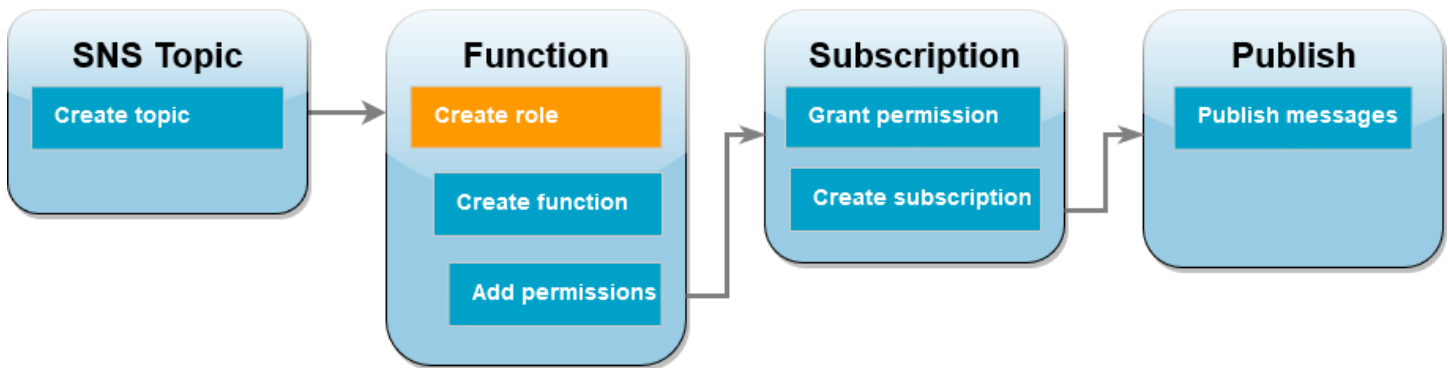 SNS Topic
Create topic
Function
Create role
Create function
Add permissions
Subscription
Grant permission
Create subscription
Publish
Publish messages